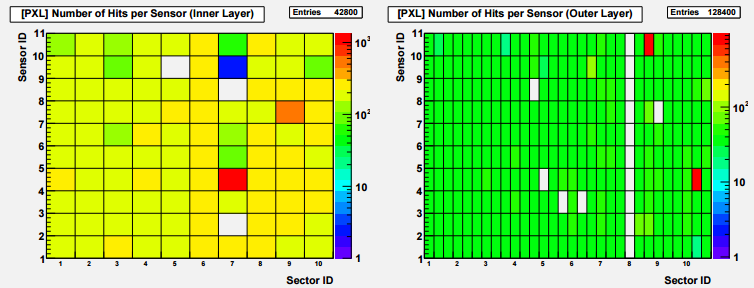 [PXL] Number of Hits per Sensor (Inner Layer)
Entries 42800
Sensor ID
11
10
9
8
7
6
5
4
3
2
1
1 2 3 4 5 6 7 8 9 10
Sector ID
10³
10²
10
1
[PXL] Number of Hits per Sensor (Outer Layer)
Entries 128400
Sensor ID
11
10
9
8
7
6
5
4
3
2
1
1 2 3 4 5 6 7 8 9 10
Sector ID
10²
10
1